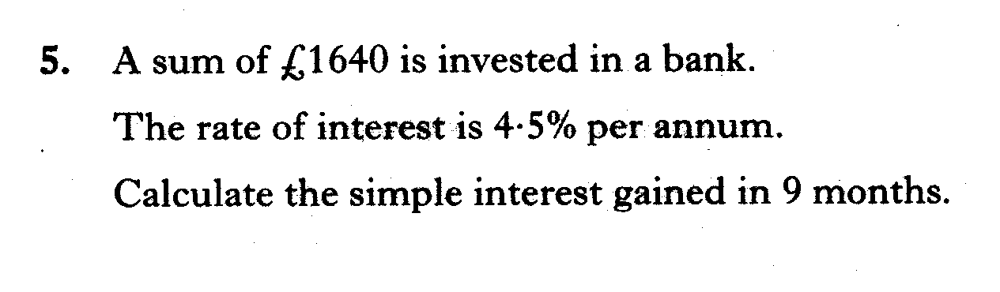 5. A sum of £1640 is invested in a bank.
The rate of interest is 4·5% per annum.
Calculate the simple interest gained in 9 months.